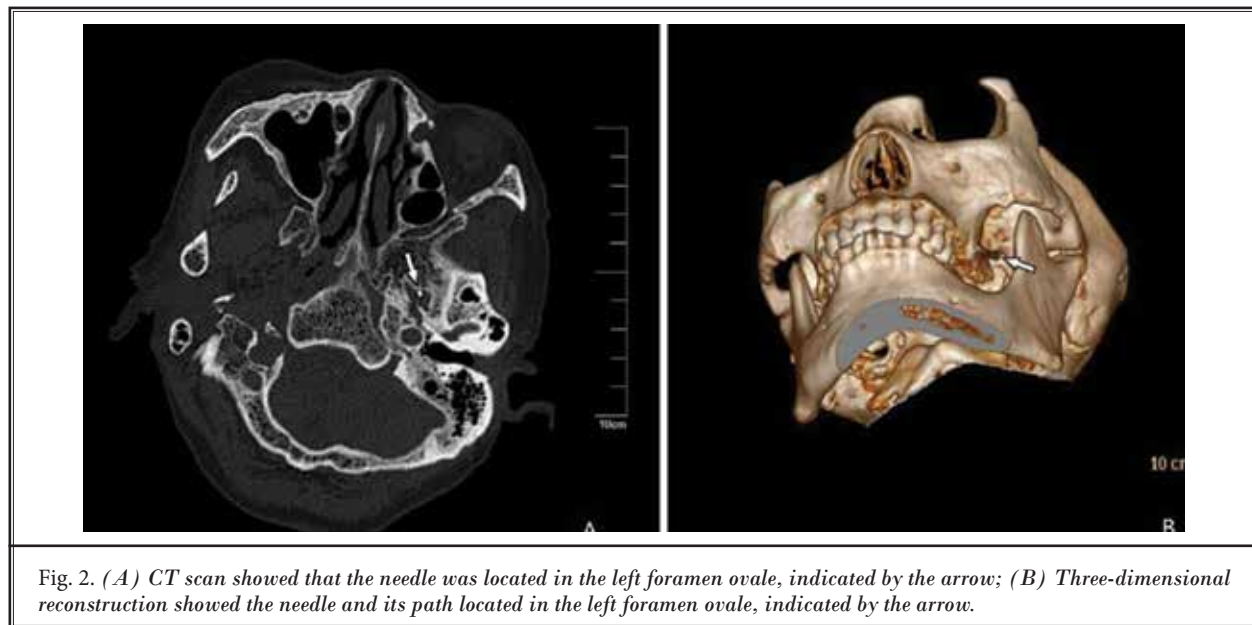 10cm
A
10 cm
B
Fig. 2. (A) CT scan showed that the needle was located in the left foramen ovale, indicated by the arrow; (B) Three-dimensional
reconstruction showed the needle and its path located in the left foramen ovale, indicated by the arrow.